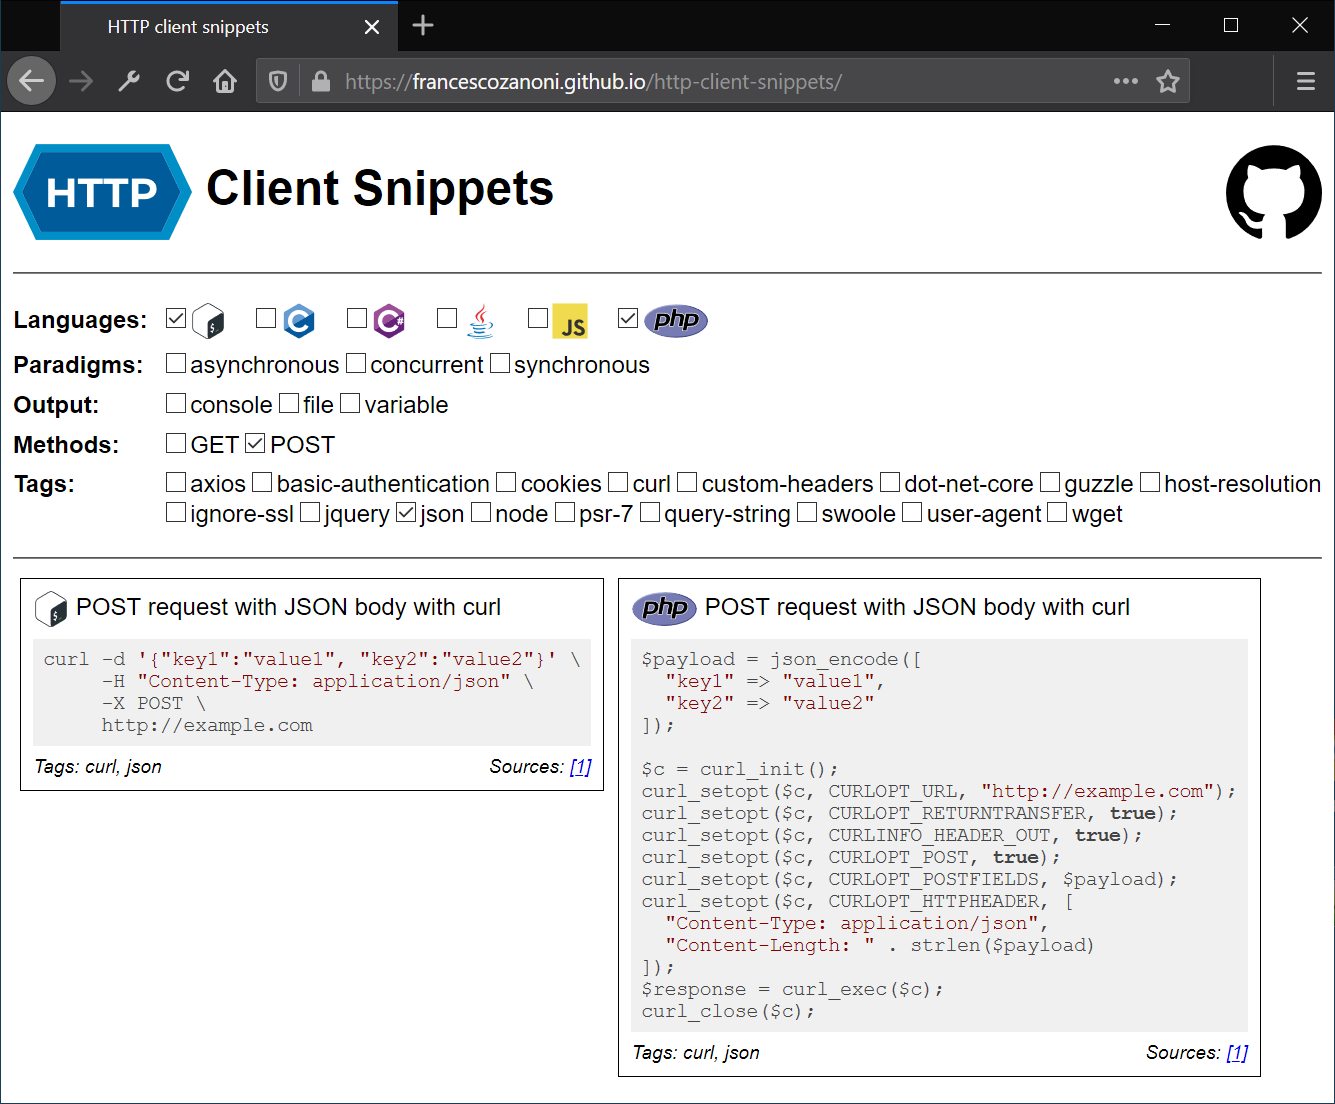 HTTP client snippets
https://francescozanoni.github.io/http-client-snippets/
HTTP Client Snippets
Languages: $_ C C# JS php
Paradigms: asynchronous concurrent synchronous
Output: console file variable
Methods: GET POST
Tags: axios basic-authentication cookies curl custom-headers dot-net-core guzzle host-resolution
ignore-ssl jquery json node psr-7 query-string swoole user-agent wget
$_ POST request with JSON body with curl
curl -d '{"key1":"value1", "key2":"value2"}' \
     -H "Content-Type: application/json" \
     -X POST \
     http://example.com
Tags: curl, json Sources: [1]
php POST request with JSON body with curl
$payload = json_encode([
  "key1" => "value1",
  "key2" => "value2"
]);
$c = curl_init();
curl_setopt($c, CURLOPT_URL, "http://example.com");
curl_setopt($c, CURLOPT_RETURNTRANSFER, true);
curl_setopt($c, CURLINFO_HEADER_OUT, true);
curl_setopt($c, CURLOPT_POST, true);
curl_setopt($c, CURLOPT_POSTFIELDS, $payload);
curl_setopt($c, CURLOPT_HTTPHEADER, [
  "Content-Type: application/json",
  "Content-Length: " . strlen($payload)
]);
$response = curl_exec($c);
curl_close($c);
Tags: curl, json Sources: [1]